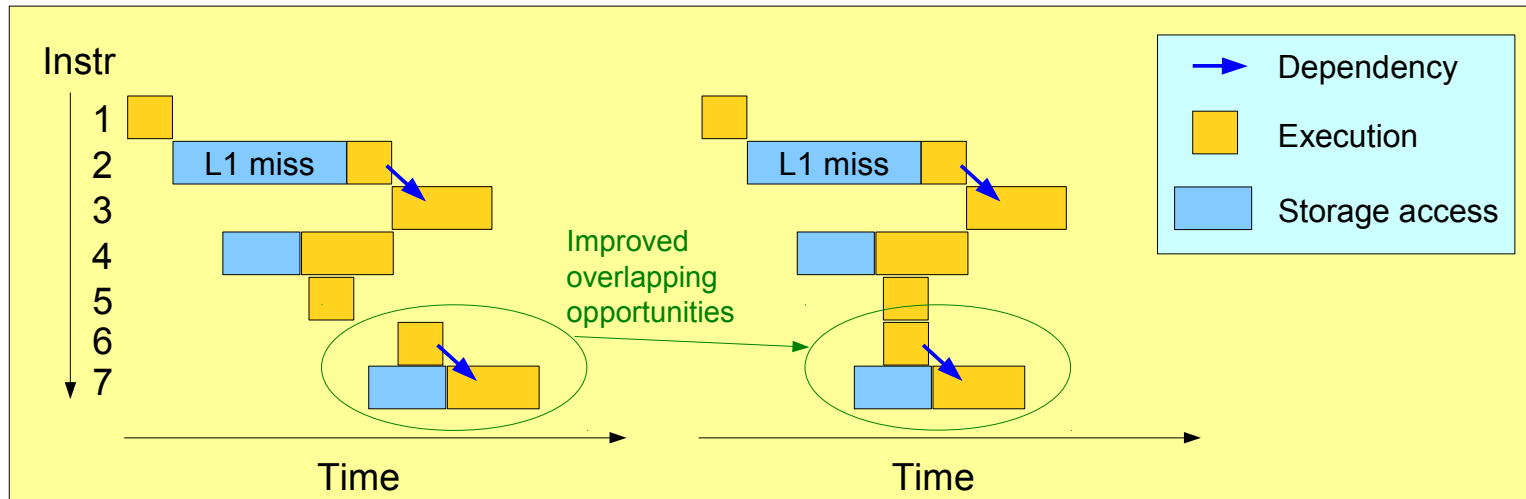 Instr
1
2
3
4
5
6
7
L1 miss
Time
Improved
overlapping
opportunities
L1 miss
Time
Dependency
Execution
Storage access